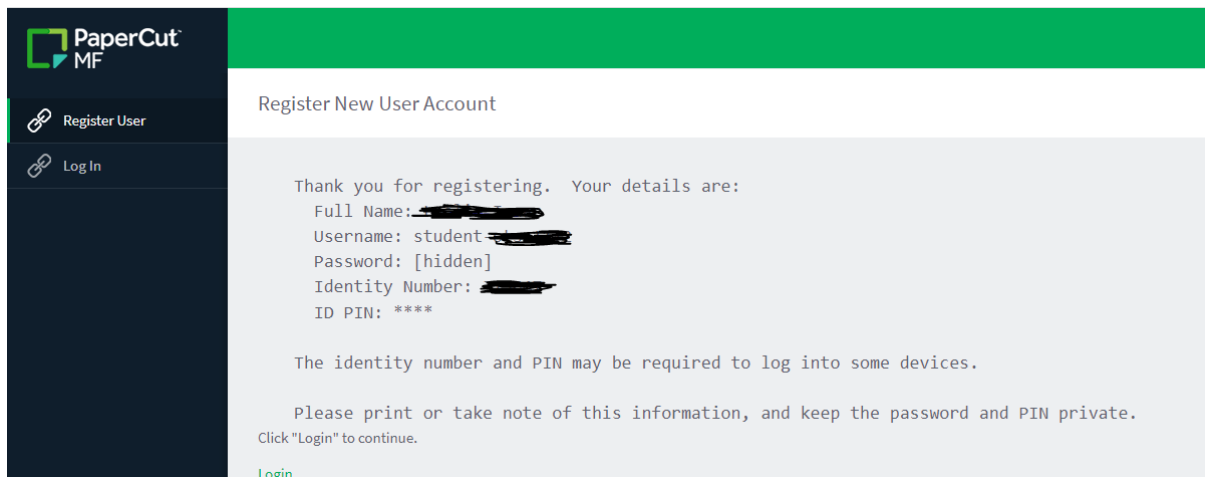 PaperCut
MF
Register User
Log In
Register New User Account
Thank you for registering.  Your details are:
Full Name:
Username: student
Password: [hidden]
Identity Number:
ID PIN: ****
The identity number and PIN may be required to log into some devices.
Please print or take note of this information, and keep the password and PIN private.
Click "Login" to continue.
Login